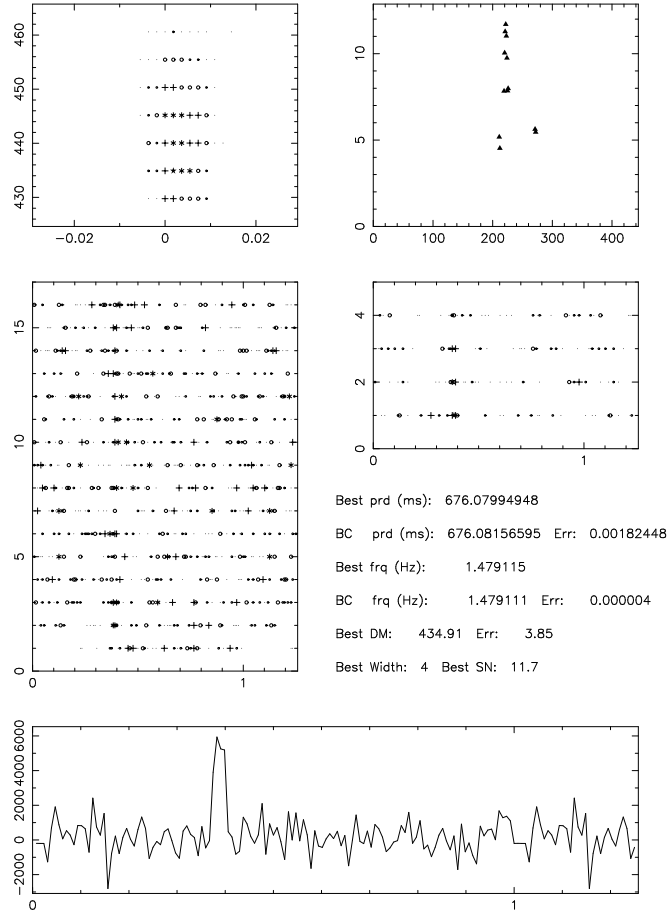 460
450
440
430
−0.02 0 0.02
10
5
0
0 100 200 300 400
15
10
5
0
0 1
4
2
0
0 1
Best prd (ms): 676.07994948
BC prd (ms): 676.08156595 Err: 0.00182448
Best frq (Hz): 1.479115
BC frq (Hz): 1.479111 Err: 0.000004
Best DM: 434.91 Err: 3.85
Best Width: 4 Best SN: 11.7
6000
4000
2000
0
−2000
0 1